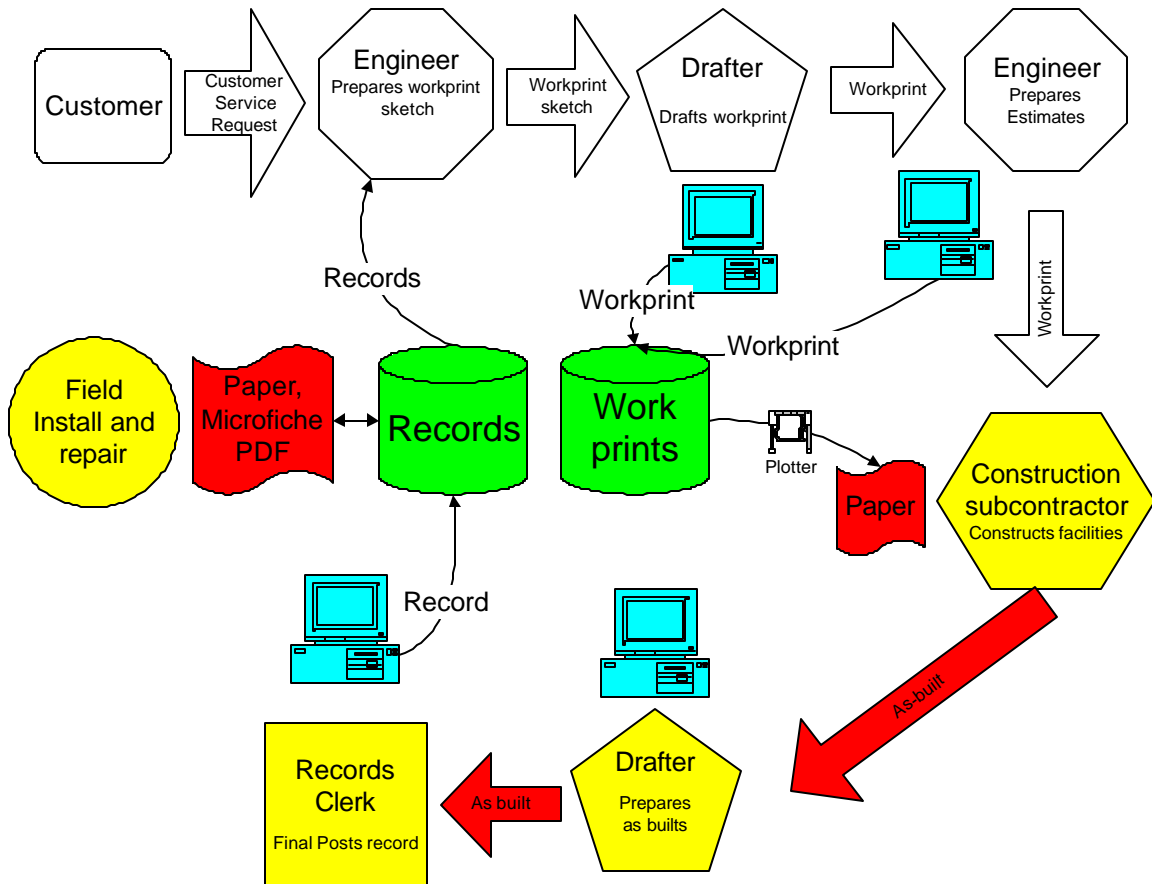 Customer
Customer
Service
Request
Engineer
Prepares workprint
sketch
Workprint
sketch
Drafter
Drafts workprint
Workprint
Engineer
Prepares
Estimates
Records
Workprint
Workprint
Workprint
Field
Install and
repair
Paper,
Microfiche
PDF
Records
Work
prints
Plotter
Paper
Construction
subcontractor
Constructs facilities
Record
As-built
Records
Clerk
Final Posts record
As built
Drafter
Prepares
as builts